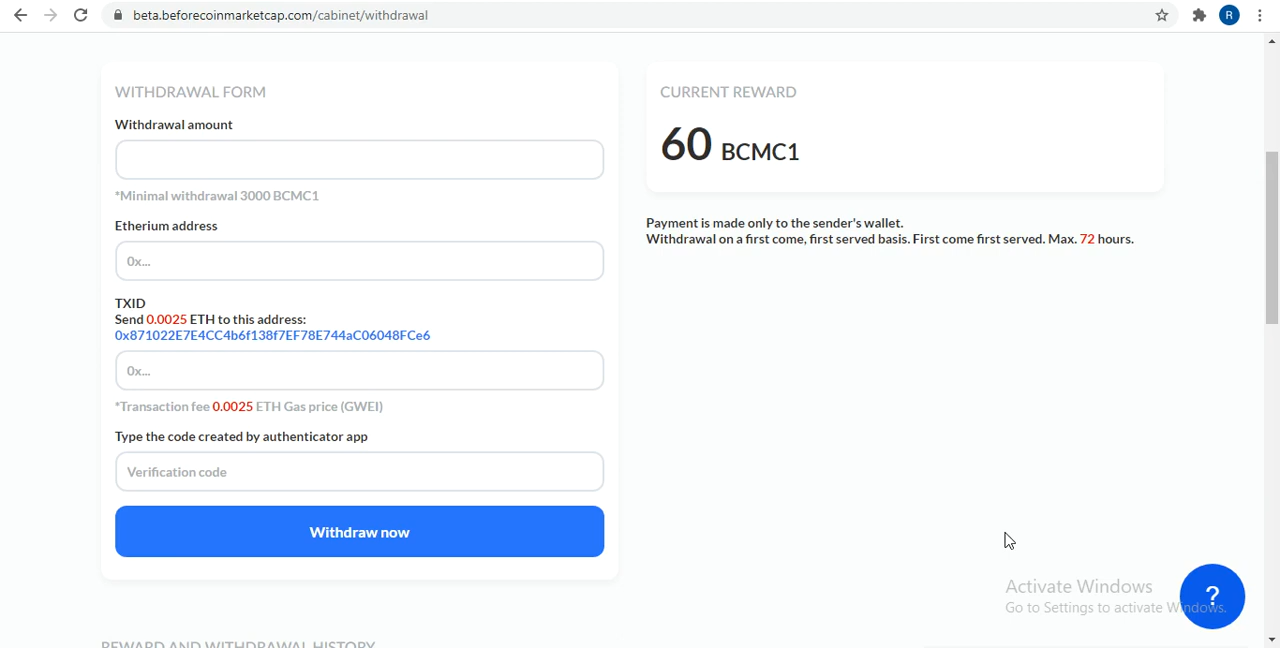 beta.beforecoinmarketcap.com/cabinet/withdrawal
R
WITHDRAWAL FORM
Withdrawal amount
*Minimal withdrawal 3000 BCMC1
Etherium address
0x...
TXID
Send 0.0025 ETH to this address:
0x871022E7E4CC4b6f138f7EF78E744aC06048FCe6
0x...
*Transaction fee 0.0025 ETH Gas price (GWEI)
Type the code created by authenticator app
Verification code
Withdraw now
CURRENT REWARD
60 BCMC1
Payment is made only to the sender's wallet.
Withdrawal on a first come, first served basis. First come first served. Max. 72 hours.
Activate Windows
Go to Settings to activate Windows.
?
REWARD AND WITHDRAWAL HISTORY